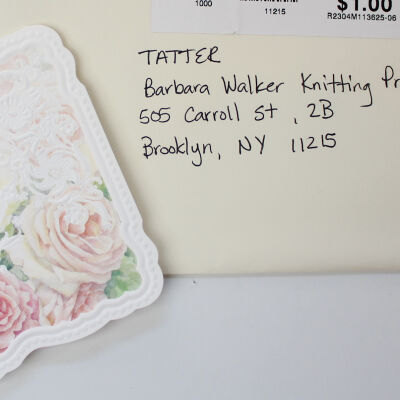 1000
11215
$1.00
R2304M113625-06
TATTER
Barbara Walker Knitting Pr
505 Carroll St, 2B
Brooklyn, NY 11215